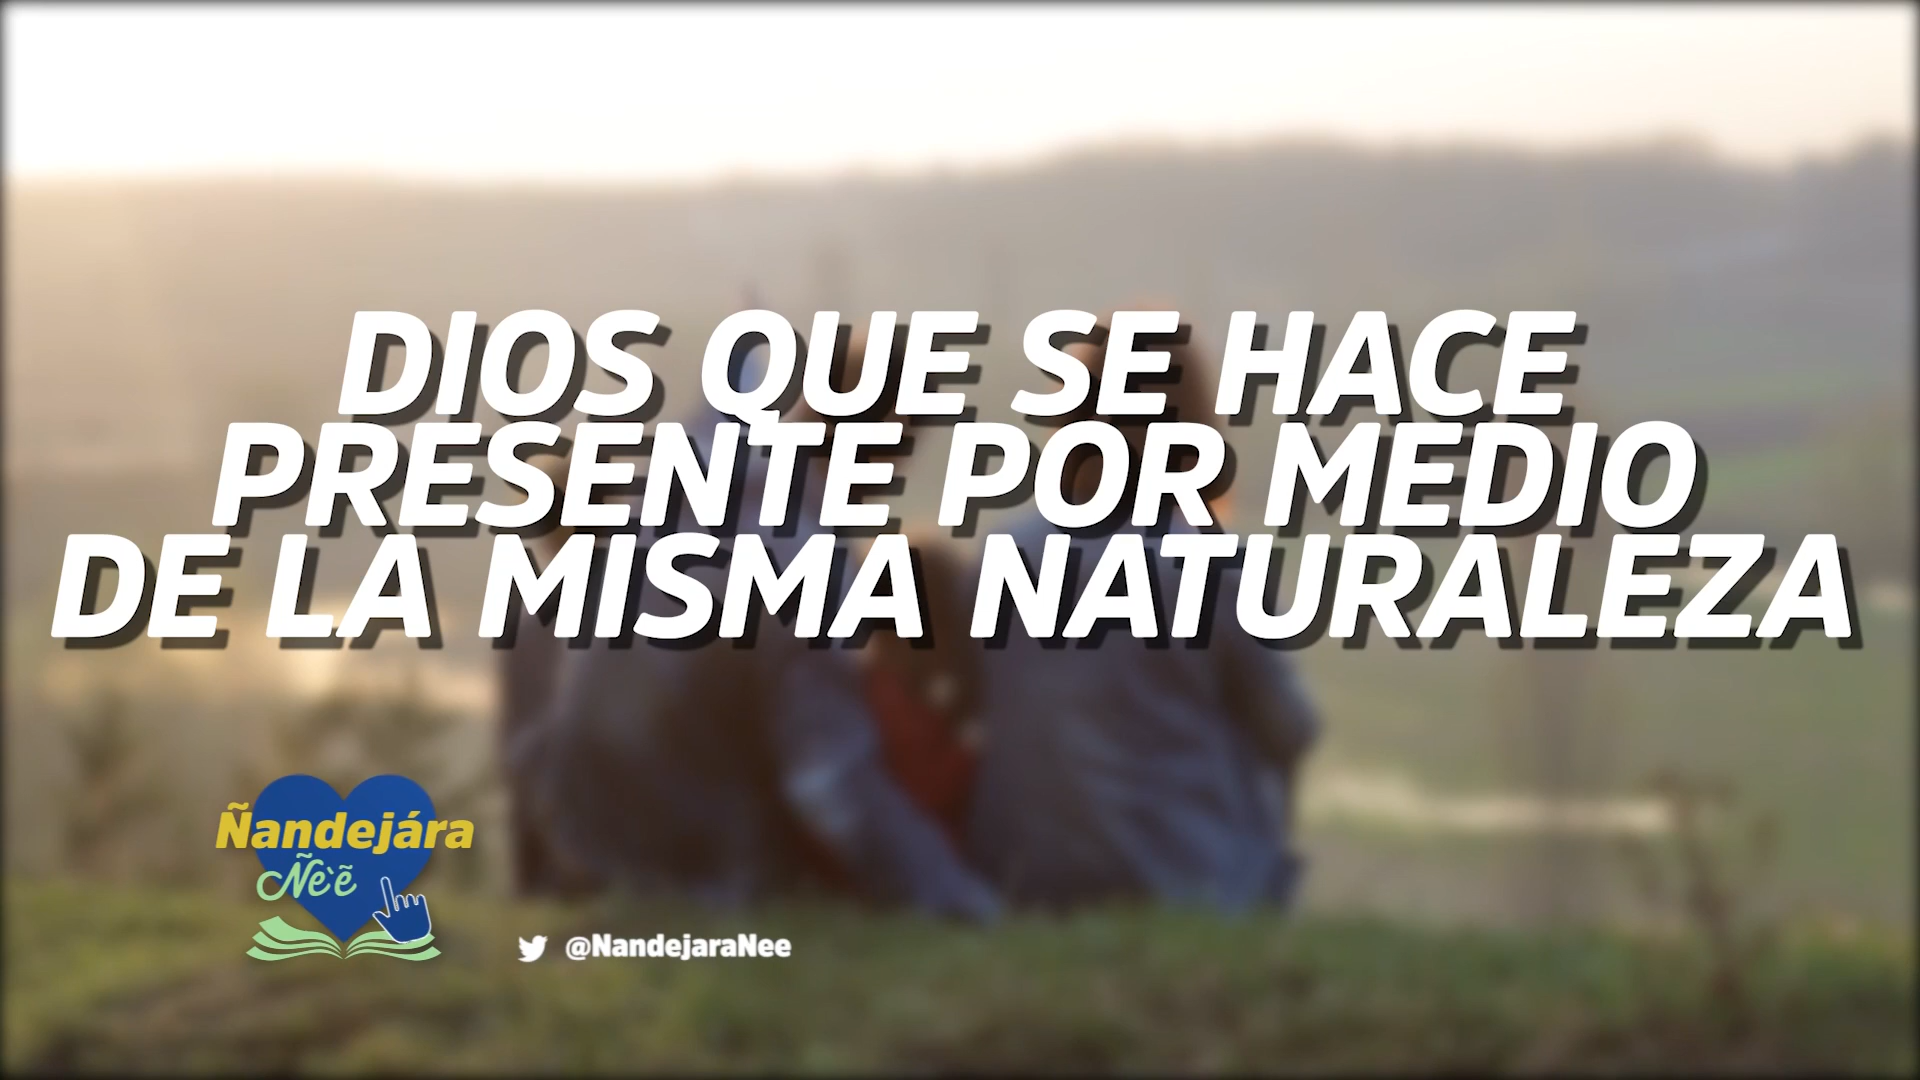 DIOS QUE SE HACE
PRESENTE POR MEDIO
DE LA MISMA NATURALEZA
Ñandejára
Ñe'ẽ
@NandejaraNee